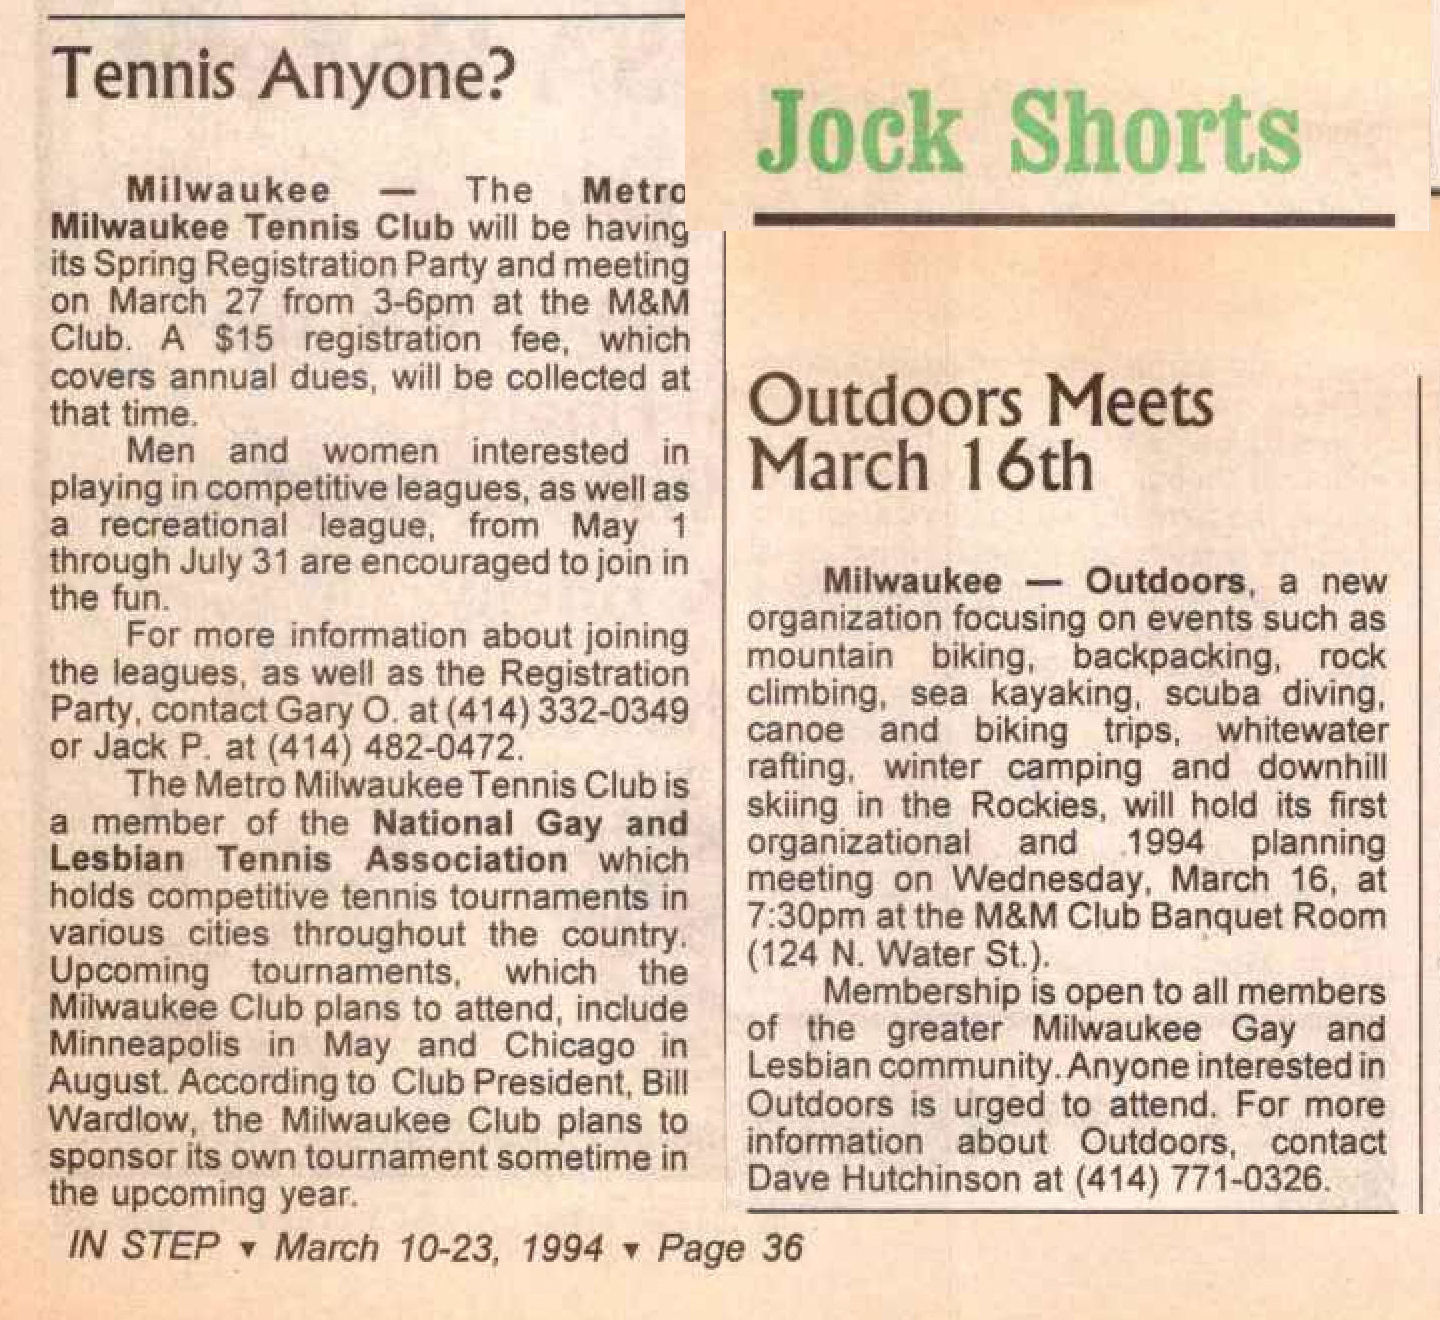 Tennis Anyone?
Milwaukee — The Metro
Milwaukee Tennis Club will be having
its Spring Registration Party and meeting
on March 27 from 3-6pm at the M&M
Club. A $15 registration fee, which
covers annual dues, will be collected at
that time.
Men and women interested in
playing in competitive leagues, as well as
a recreational league, from May 1
through July 31 are encouraged to join in
the fun.
For more information about joining
the leagues, as well as the Registration
Party, contact Gary O. at (414) 332-0349
or Jack P. at (414) 482-0472.
The Metro Milwaukee Tennis Club is
a member of the National Gay and
Lesbian Tennis Association which
holds competitive tennis tournaments in
various cities throughout the country.
Upcoming tournaments, which the
Milwaukee Club plans to attend, include
Minneapolis in May and Chicago in
August. According to Club President, Bill
Wardlow, the Milwaukee Club plans to
sponsor its own tournament sometime in
the upcoming year.
Jock Shorts
Outdoors Meets
March 16th
Milwaukee — Outdoors, a new
organization focusing on events such as
mountain biking, backpacking, rock
climbing, sea kayaking, scuba diving,
canoe and biking trips, whitewater
rafting, winter camping and downhill
skiing in the Rockies, will hold its first
organizational and 1994 planning
meeting on Wednesday, March 16, at
7:30pm at the M&M Club Banquet Room
(124 N. Water St.).
Membership is open to all members
of the greater Milwaukee Gay and
Lesbian community. Anyone interested in
Outdoors is urged to attend. For more
information about Outdoors, contact
Dave Hutchinson at (414) 771-0326.
IN STEP ▼ March 10-23, 1994 ▼ Page 36